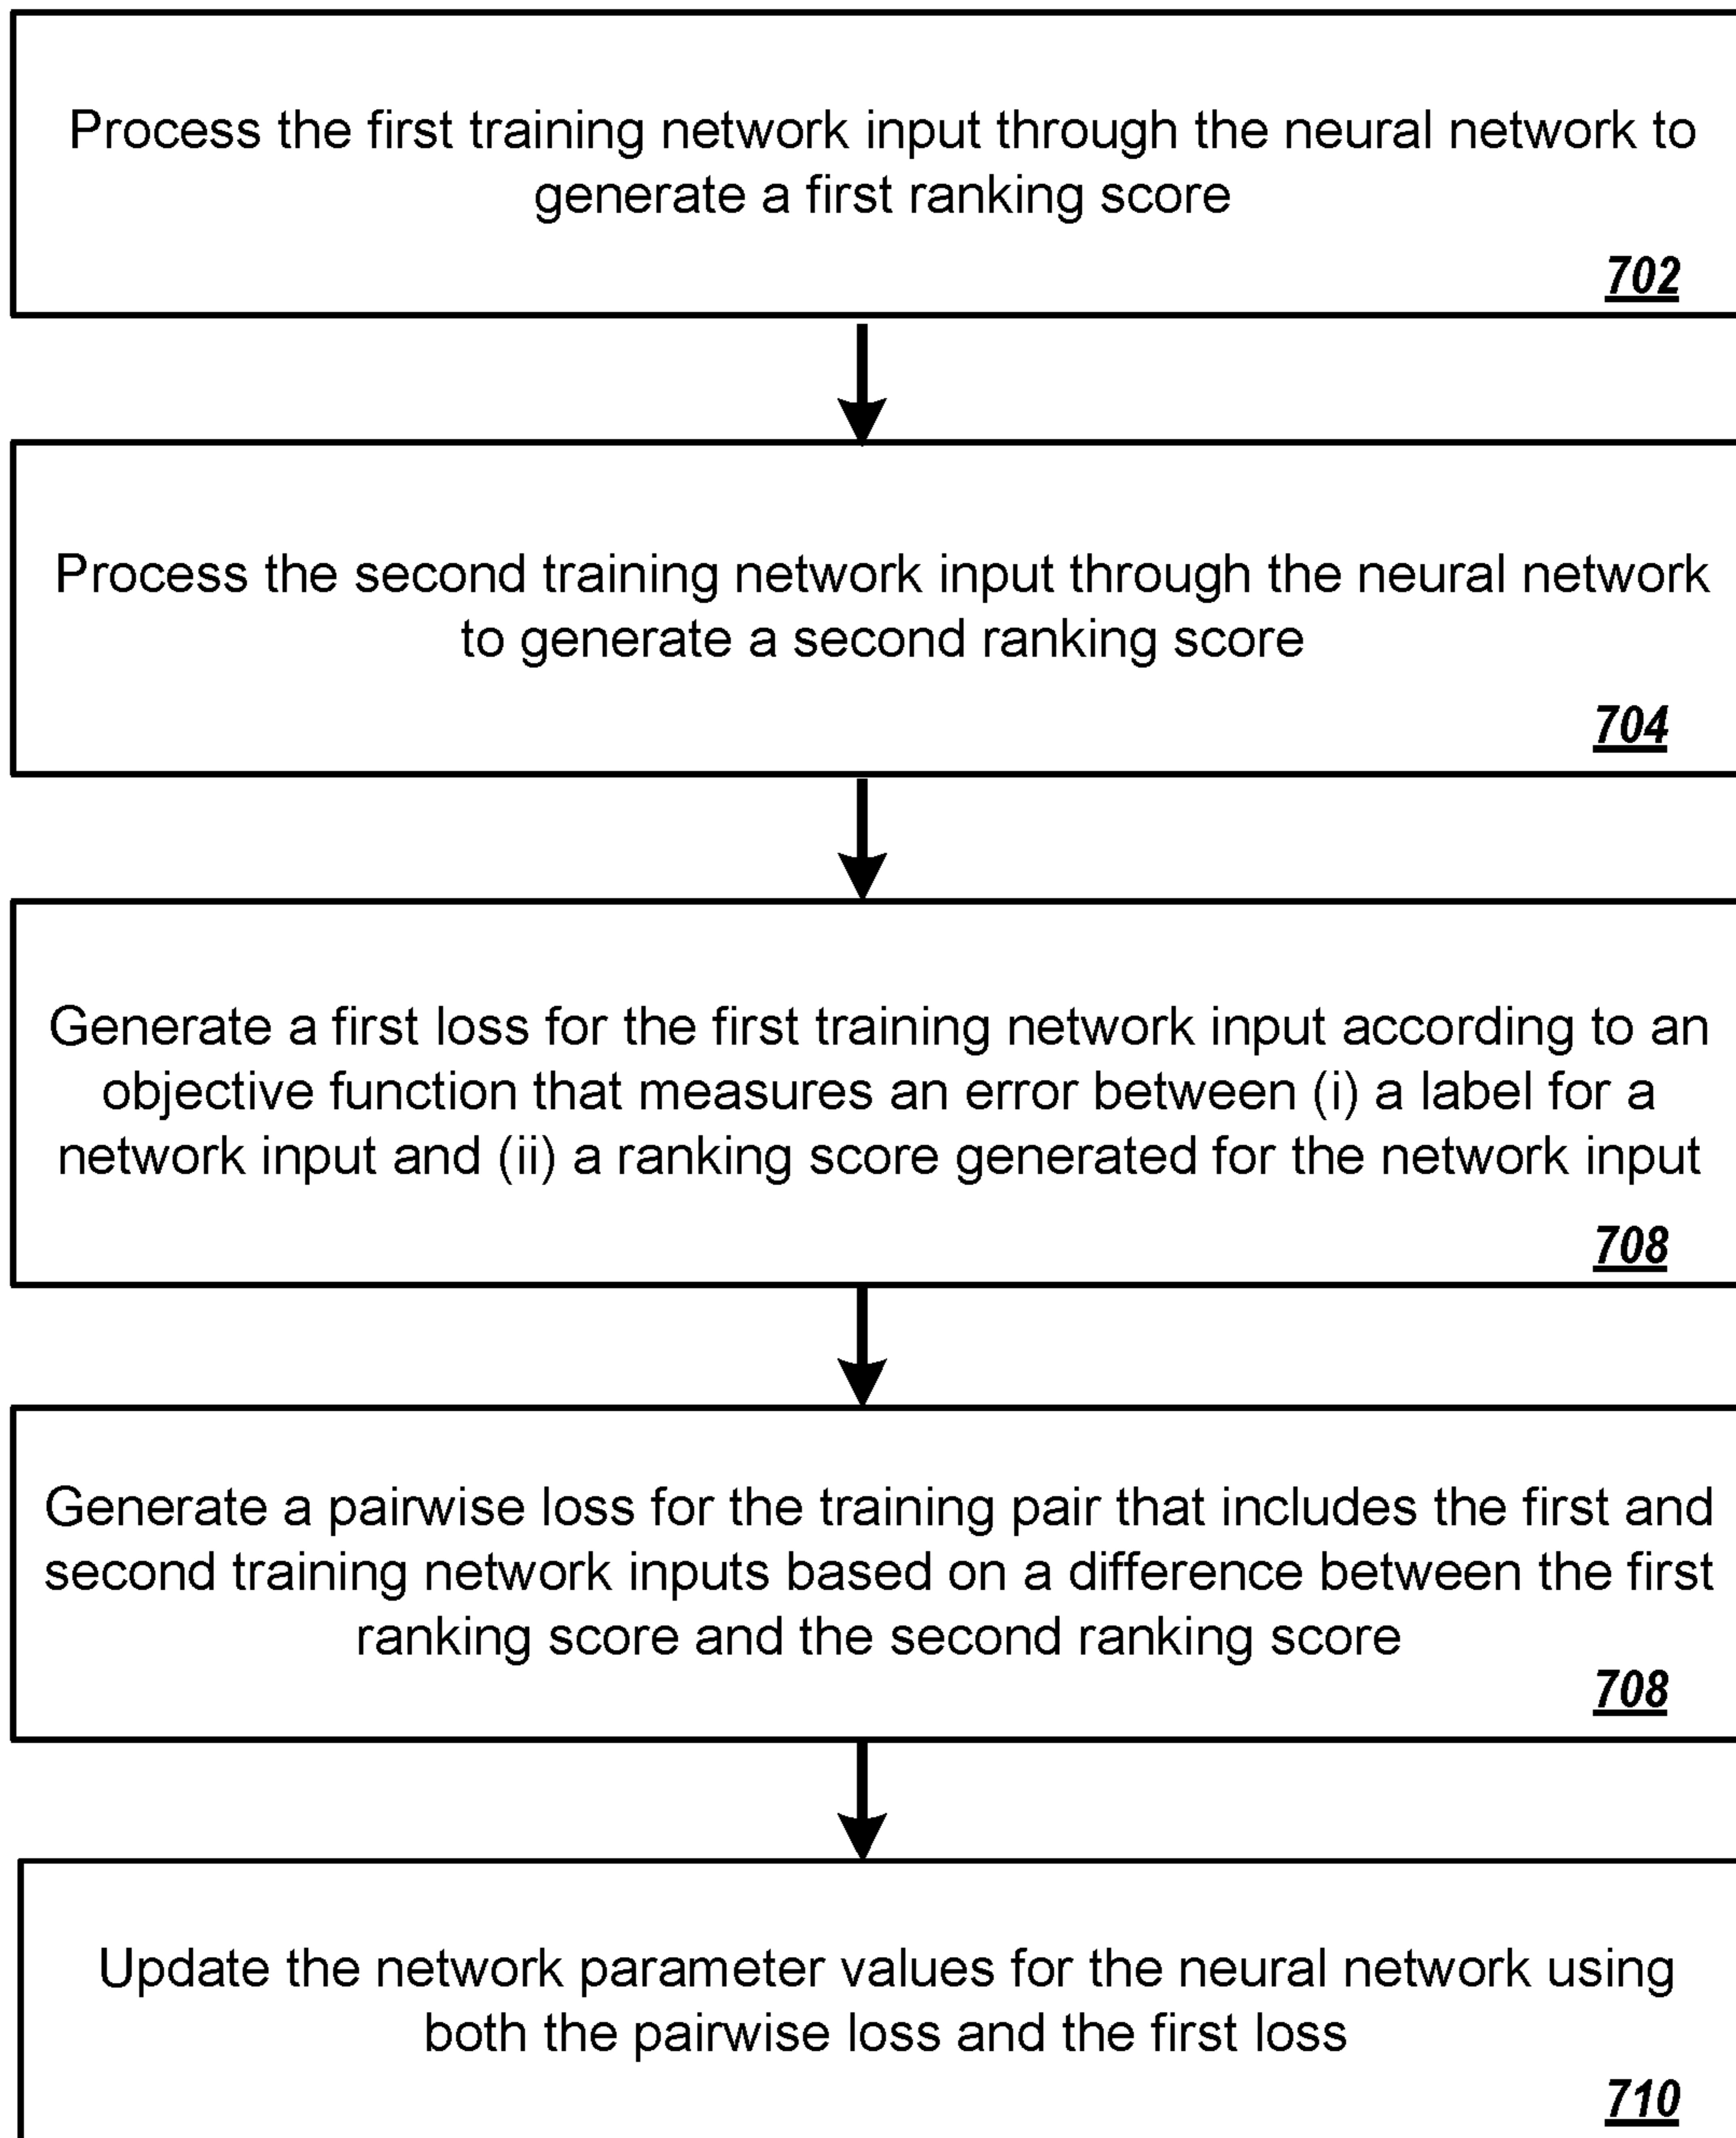 Process the first training network input through the neural network to
generate a first ranking score
702
Process the second training network input through the neural network
to generate a second ranking score
704
Generate a first loss for the first training network input according to an
objective function that measures an error between (i) a label for a
network input and (ii) a ranking score generated for the network input
708
Generate a pairwise loss for the training pair that includes the first and
second training network inputs based on a difference between the first
ranking score and the second ranking score
708
Update the network parameter values for the neural network using
both the pairwise loss and the first loss
710